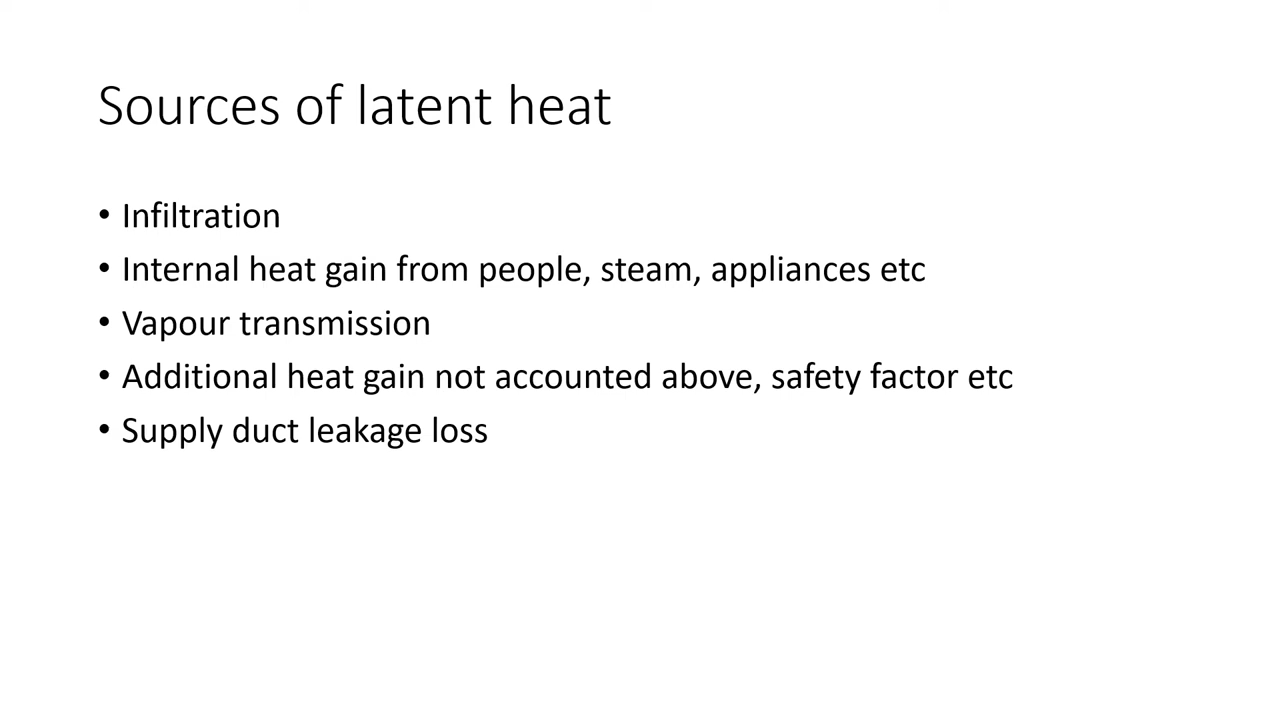 Sources of latent heat
• Infiltration
• Internal heat gain from people, steam, appliances etc
• Vapour transmission
• Additional heat gain not accounted above, safety factor etc
• Supply duct leakage loss